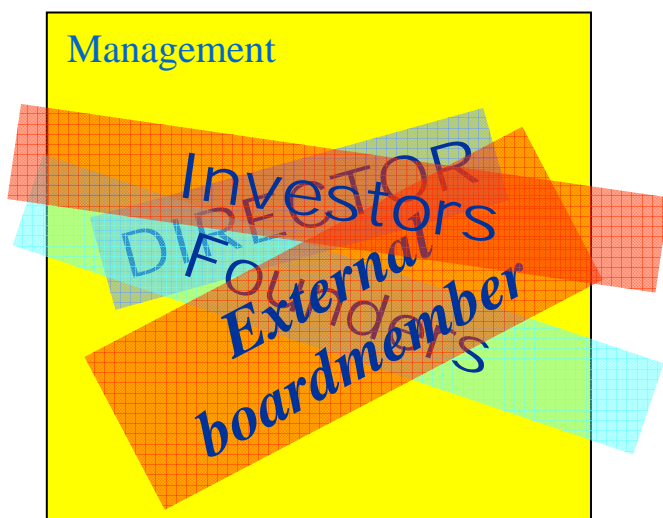 Management
DIRECTOR
Investors
Founders
External
boardmember